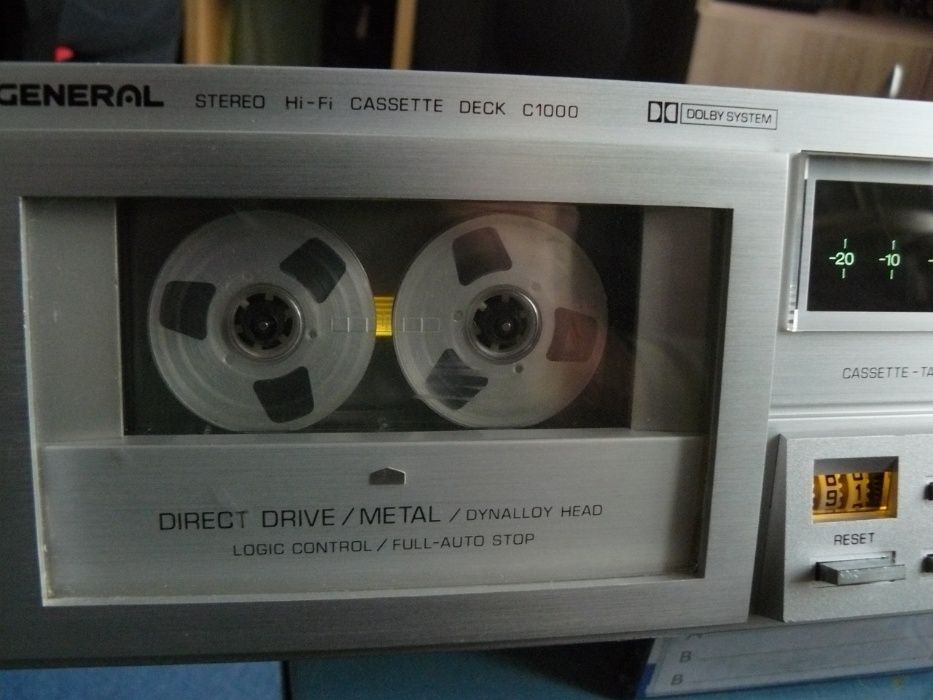 GENERAL STEREO Hi-Fi CASSETTE DECK C1000 DOLBY SYSTEM
-20 -10
CASSETTE-TA
DIRECT DRIVE/METAL/DYNALLOY HEAD
LOGIC CONTROL/FULL-AUTO STOP
RESET
B
B